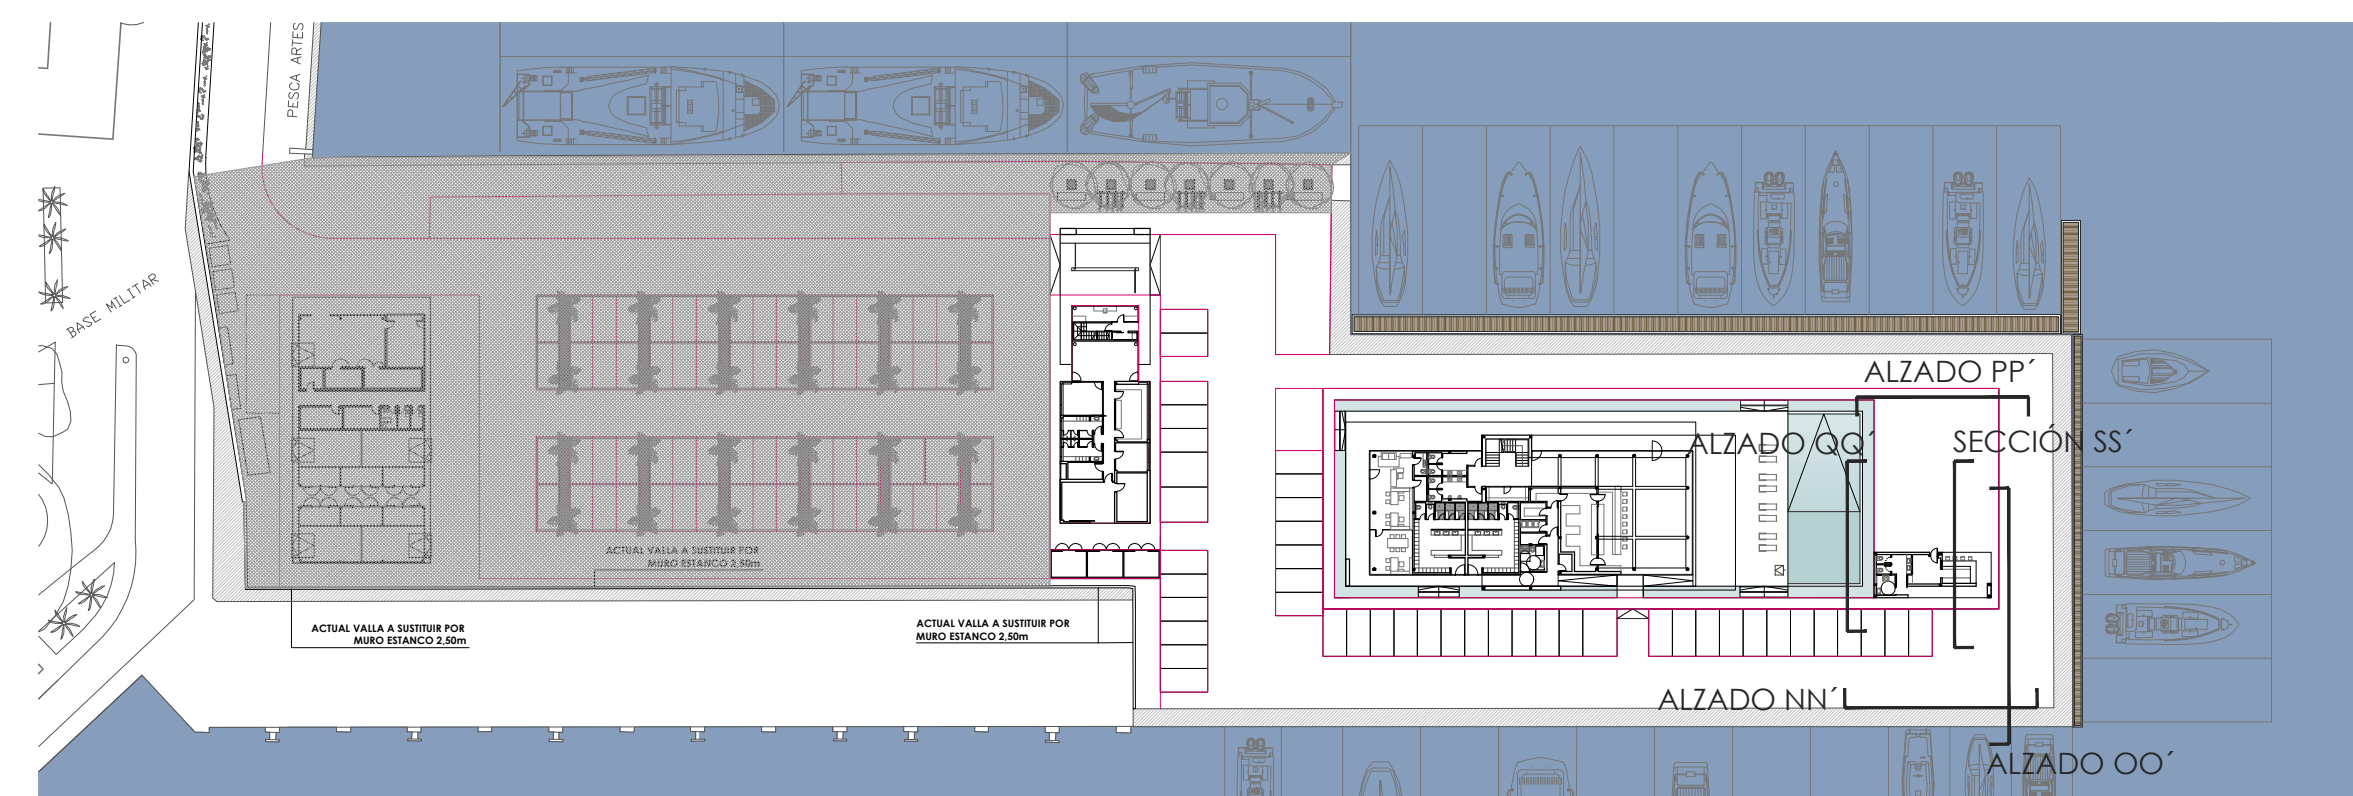 PESCA ARTES
BASE MILITAR
ALZADO PP´
ALZADO QQ´
SECCIÓN SS´
ACTUAL VALLA A SUSTITUIR POR
MURO ESTANCO 2,50m
ACTUAL VALLA A SUSTITUIR POR
MURO ESTANCO 2,50m
ACTUAL VALLA A SUSTITUIR POR
MURO ESTANCO 2,50m
ALZADO NN´
ALZADO OO´